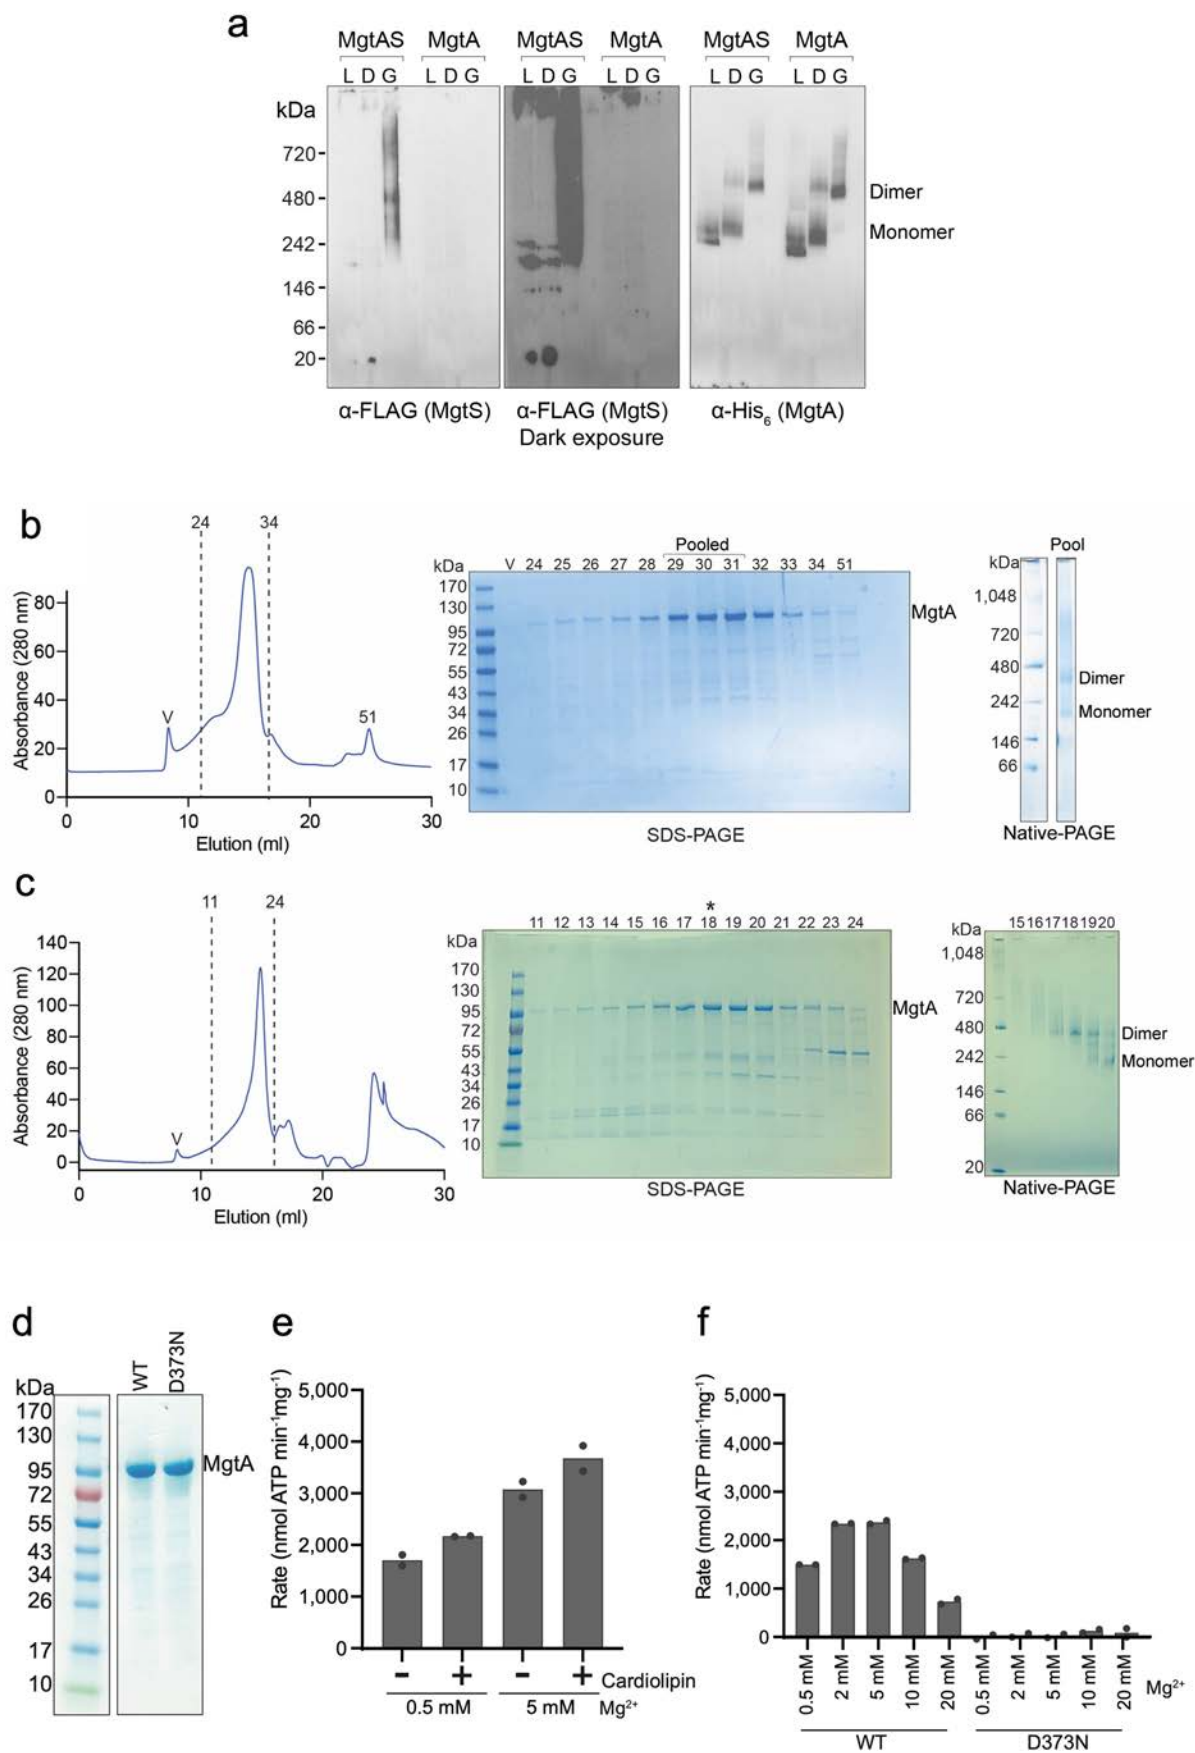 a
MgtAS MgtA MgtAS MgtA MgtAS MgtA
L D G L D G L D G L D G L D G L D G
kDa
720
480
242
146
66
20
Dimer
Monomer
α-FLAG (MgtS) α-FLAG (MgtS) α-His6 (MgtA)
Dark exposure
b
24 34
V 51
80
60
40
20
0
Absorbance (280 nm)
0 10 20 30
Elution (ml)
Pooled
kDa V 24 25 26 27 28 29 30 31 32 33 34 51
170
130
95
72
55
43
34
26
17
10
MgtA
SDS-PAGE
Pool
kDa
1,048
720
480
242
146
66
Dimer
Monomer
Native-PAGE
c
11 24
V
140
120
100
80
60
40
20
0
Absorbance (280 nm)
0 10 20 30
Elution (ml)
*
11 12 13 14 15 16 17 18 19 20 21 22 23 24
kDa
170
130
95
72
55
43
34
26
17
10
MgtA
SDS-PAGE
15 16 17 18 19 20
kDa
1,048
720
480
242
146
66
20
Dimer
Monomer
Native-PAGE
d
WT D373N
kDa
170
130
95
72
55
43
34
26
17
10
MgtA
e
5,000
4,000
3,000
2,000
1,000
0
Rate (nmol ATP min⁻¹mg⁻¹)
− + − + Cardiolipin
0.5 mM 5 mM Mg²⁺
f
5,000
4,000
3,000
2,000
1,000
0
Rate (nmol ATP min⁻¹mg⁻¹)
0.5 mM 2 mM 5 mM 10 mM 20 mM 0.5 mM 2 mM 5 mM 10 mM 20 mM Mg²⁺
WT D373N